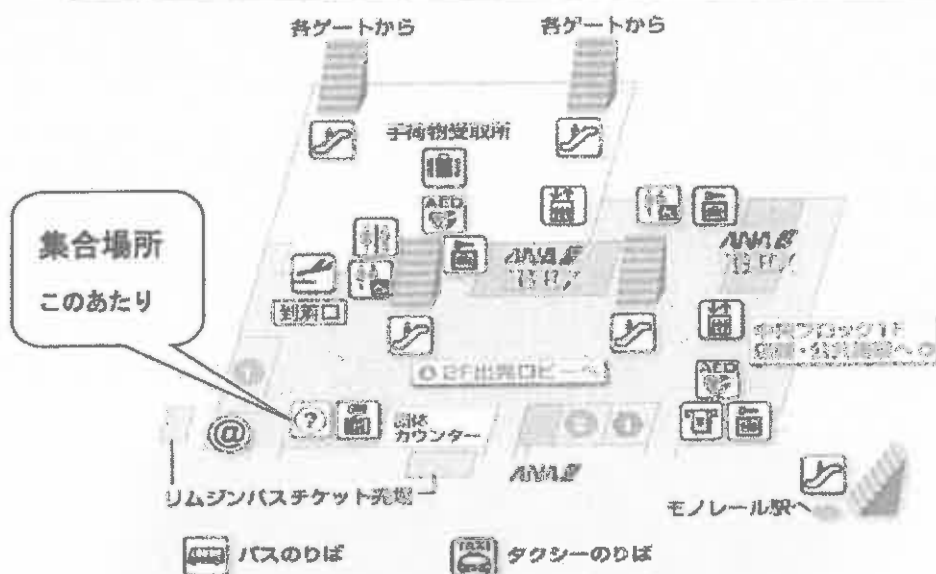 各ゲートから
各ゲートから
手荷物受取所
AED
集合場所
このあたり
到着口
ANA
ANA
AED
2F出発ロビーへ
?
@
団体
カウンター
ANA
リムジンバスチケット売場
モノレール駅へ
バスのりば
TAXI
タクシーのりば